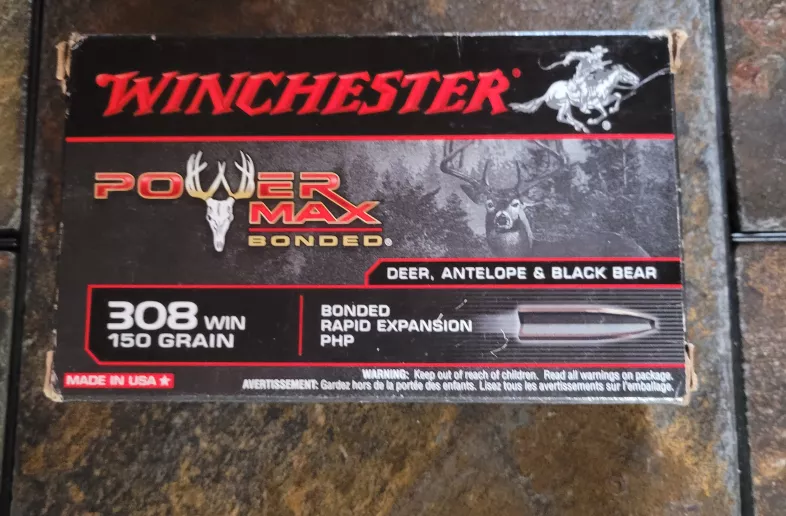 WINCHESTER®
POWER
MAX
BONDED®
DEER, ANTELOPE & BLACK BEAR
308 WIN
150 GRAIN
BONDED
RAPID EXPANSION
PHP
MADE IN USA
WARNING: Keep out of reach of children. Read all warnings on package.
AVERTISSEMENT: Gardez hors de la portée des enfants. Lisez tous les avertissements sur l'emballage.